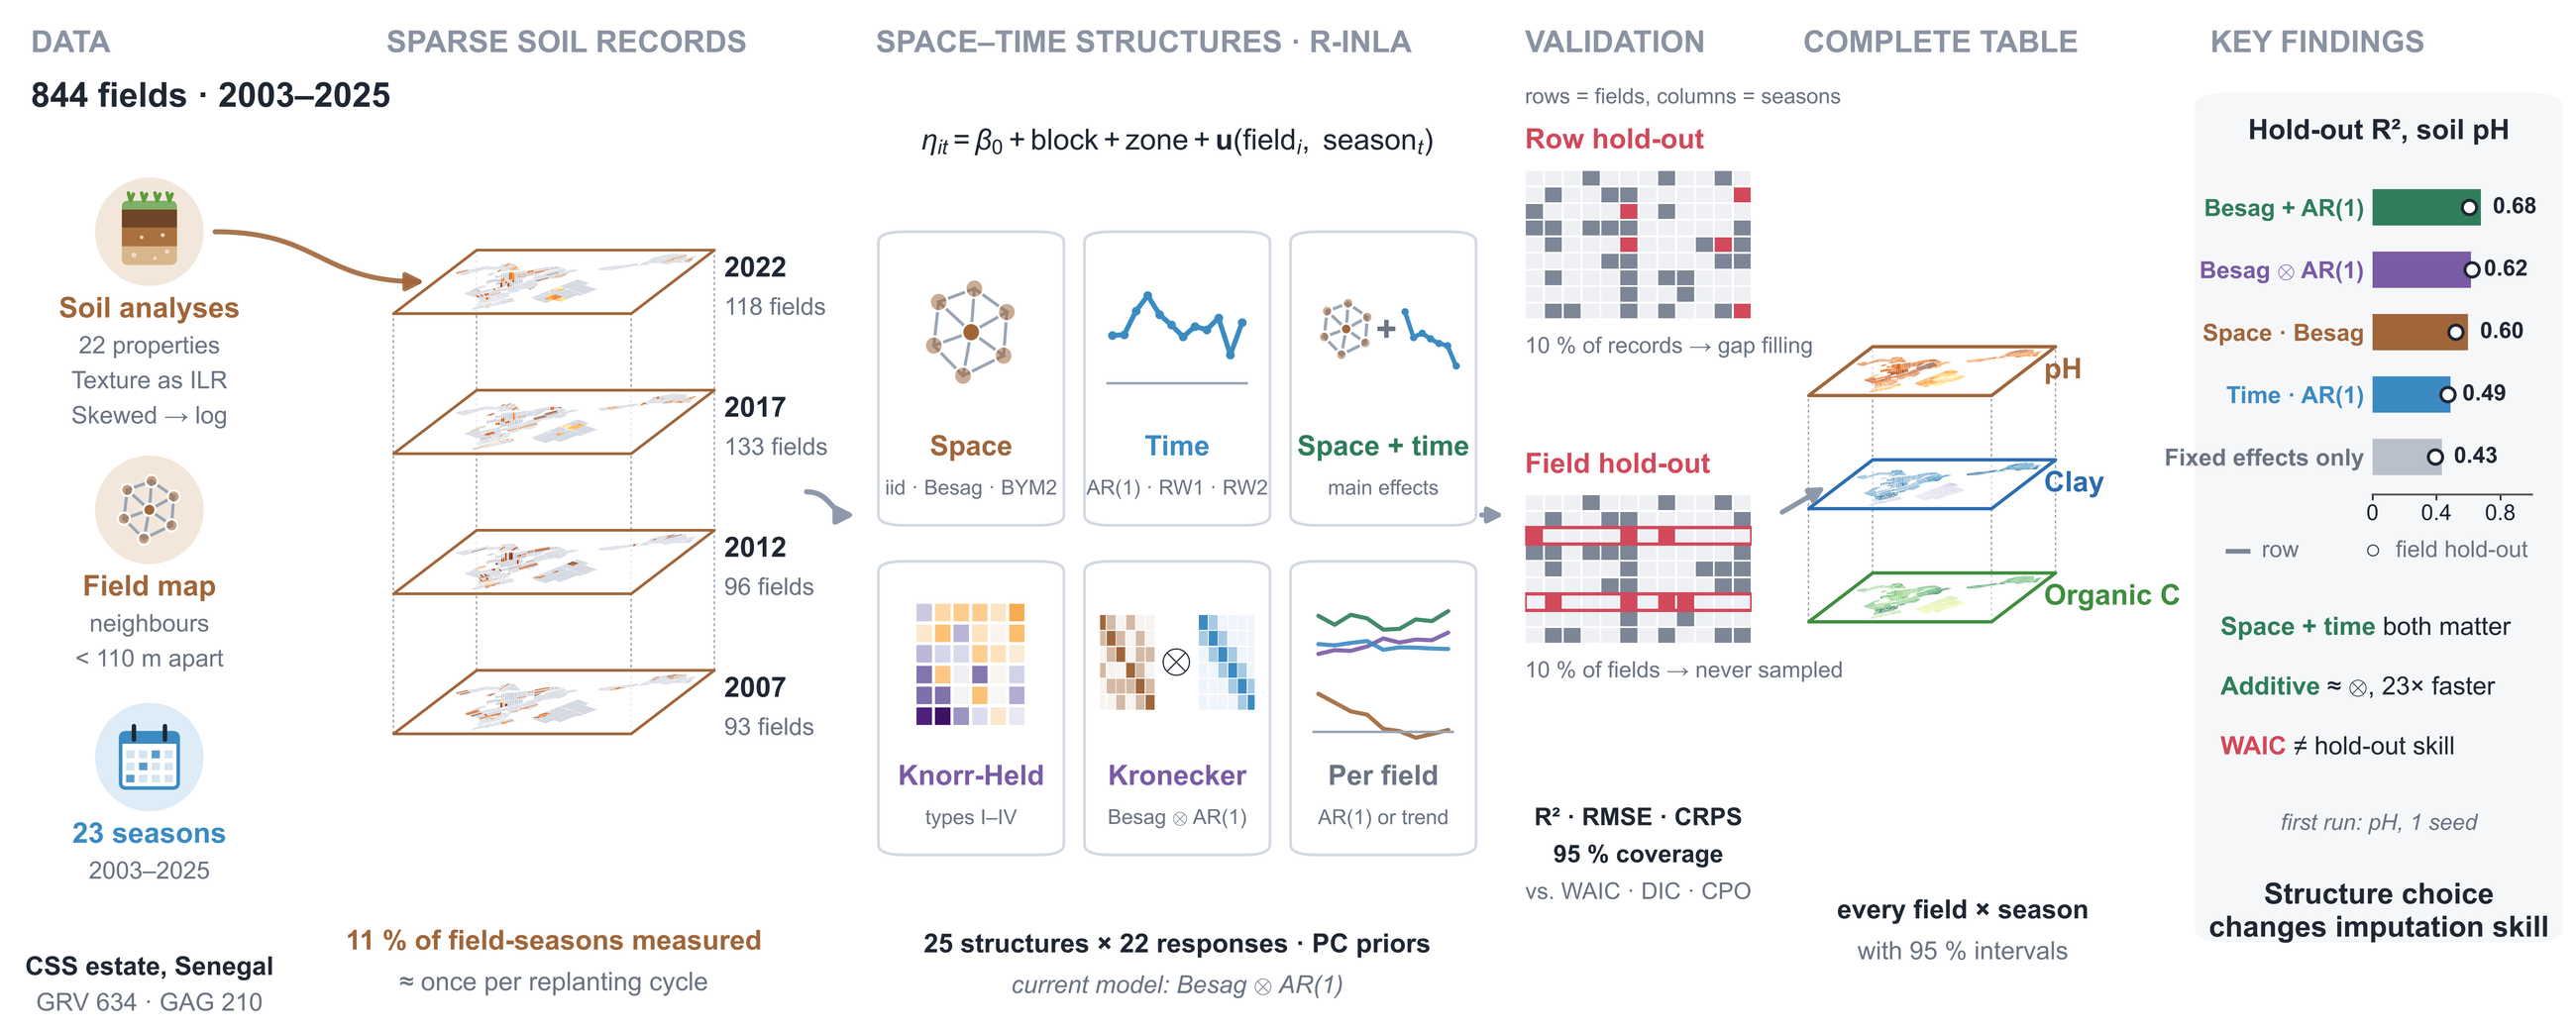 DATA
844 fields · 2003–2025
Soil analyses
22 properties
Texture as ILR
Skewed → log
Field map
neighbours
< 110 m apart
23 seasons
2003–2025
CSS estate, Senegal
GRV 634 · GAG 210
SPARSE SOIL RECORDS
2022
118 fields
2017
133 fields
2012
96 fields
2007
93 fields
11 % of field-seasons measured
≈ once per replanting cycle
SPACE–TIME STRUCTURES · R-INLA
ηit = β0 + block + zone + u(fieldi, seasont)
Space
iid · Besag · BYM2
Time
AR(1) · RW1 · RW2
+
Space + time
main effects
Knorr-Held
types I–IV
⊗
Kronecker
Besag ⊗ AR(1)
Per field
AR(1) or trend
25 structures × 22 responses · PC priors
current model: Besag ⊗ AR(1)
VALIDATION
rows = fields, columns = seasons
Row hold-out
10 % of records → gap filling
Field hold-out
10 % of fields → never sampled
R² · RMSE · CRPS
95 % coverage
vs. WAIC · DIC · CPO
COMPLETE TABLE
pH
Clay
Organic C
every field × season
with 95 % intervals
KEY FINDINGS
Hold-out R², soil pH
Besag + AR(1) 0.68
Besag ⊗ AR(1) 0.62
Space · Besag 0.60
Time · AR(1) 0.49
Fixed effects only 0.43
0 0.4 0.8
row field hold-out
Space + time both matter
Additive ≈ ⊗, 23× faster
WAIC ≠ hold-out skill
first run: pH, 1 seed
Structure choice
changes imputation skill